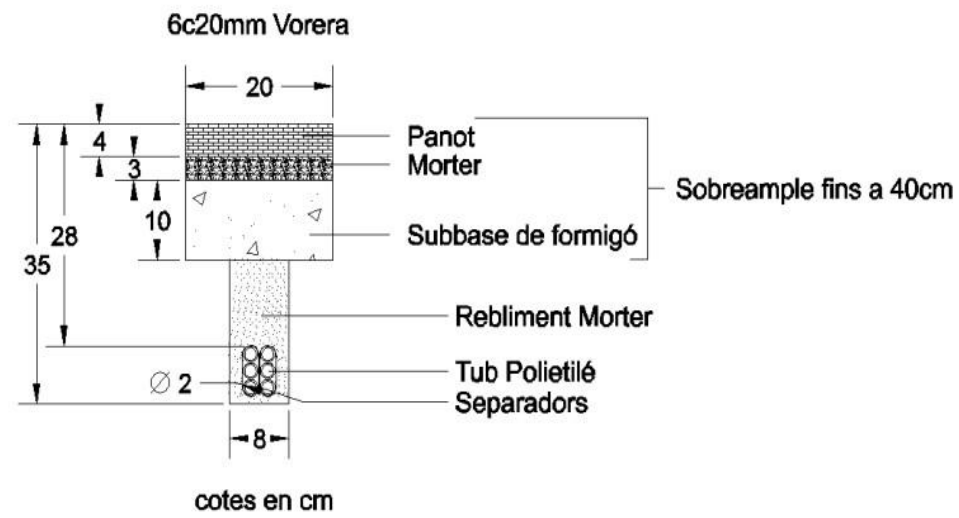 6c20mm Vorera
20
4
3
10
28
35
Panot
Morter
Subbase de formigó
Sobreample fins a 40cm
Rebliment Morter
Tub Polietilé
Separadors
Ø 2
8
cotes en cm